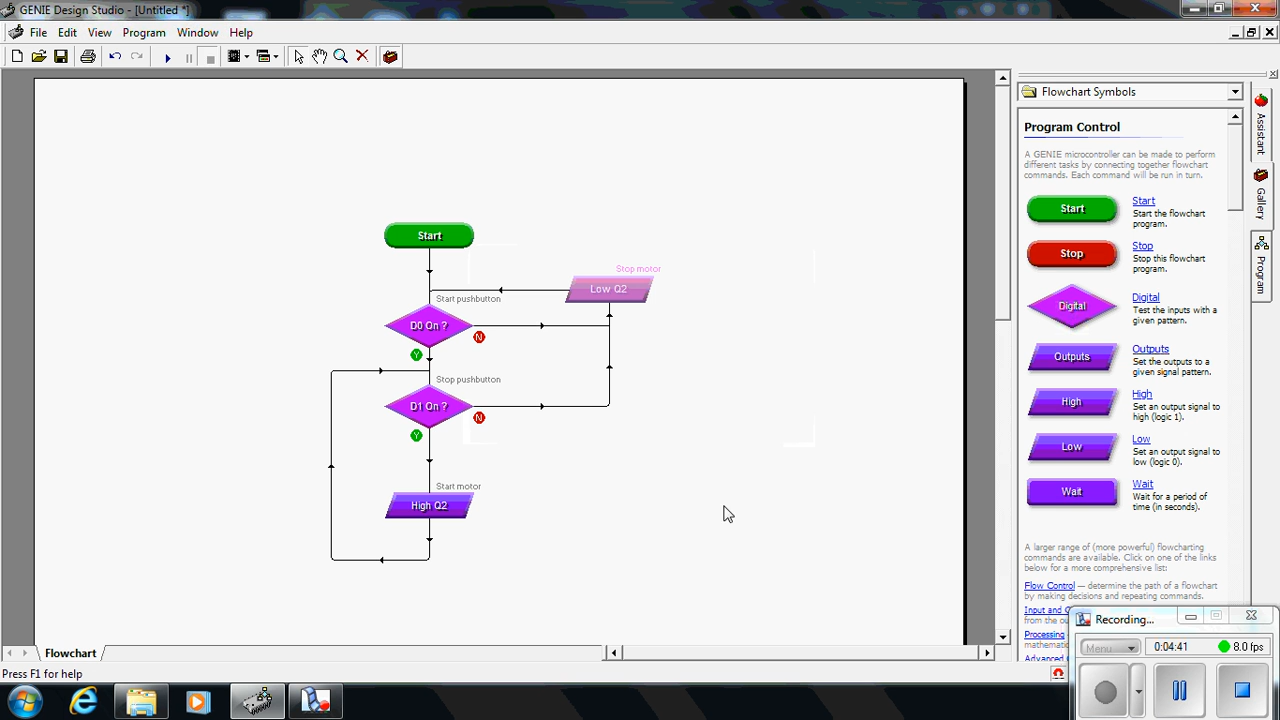 GENIE Design Studio - [Untitled *]
File Edit View Program Window Help
Flowchart Symbols
Program Control
A GENIE microcontroller can be made to perform
different tasks by connecting together flowchart
commands. Each command will be run in turn.
Start
Start
Start the flowchart
program.
Stop
Stop
Stop this flowchart
program.
Digital
Digital
Test the inputs with a
given pattern.
Outputs
Outputs
Set the outputs to a
given signal pattern.
High
High
Set an output signal to
high (logic 1).
Low
Low
Set an output signal to
low (logic 0).
Wait
Wait
Wait for a period of
time (in seconds).
A larger range of (more powerful) flowcharting
commands are available. Click on one of the links
below for a more comprehensive list:
Flow Control — determine the path of a flowchart
by making decisions and repeating commands.
Input and
from the
Processing
mathema
Advanced
Assistant
Gallery
Program
Start
Stop motor
Low Q2
Start pushbutton
D0 On ?
N
Y
Stop pushbutton
D1 On ?
N
Y
Start motor
High Q2
Flowchart
Press F1 for help
Recording...
Menu
0:04:41
8.0 fps